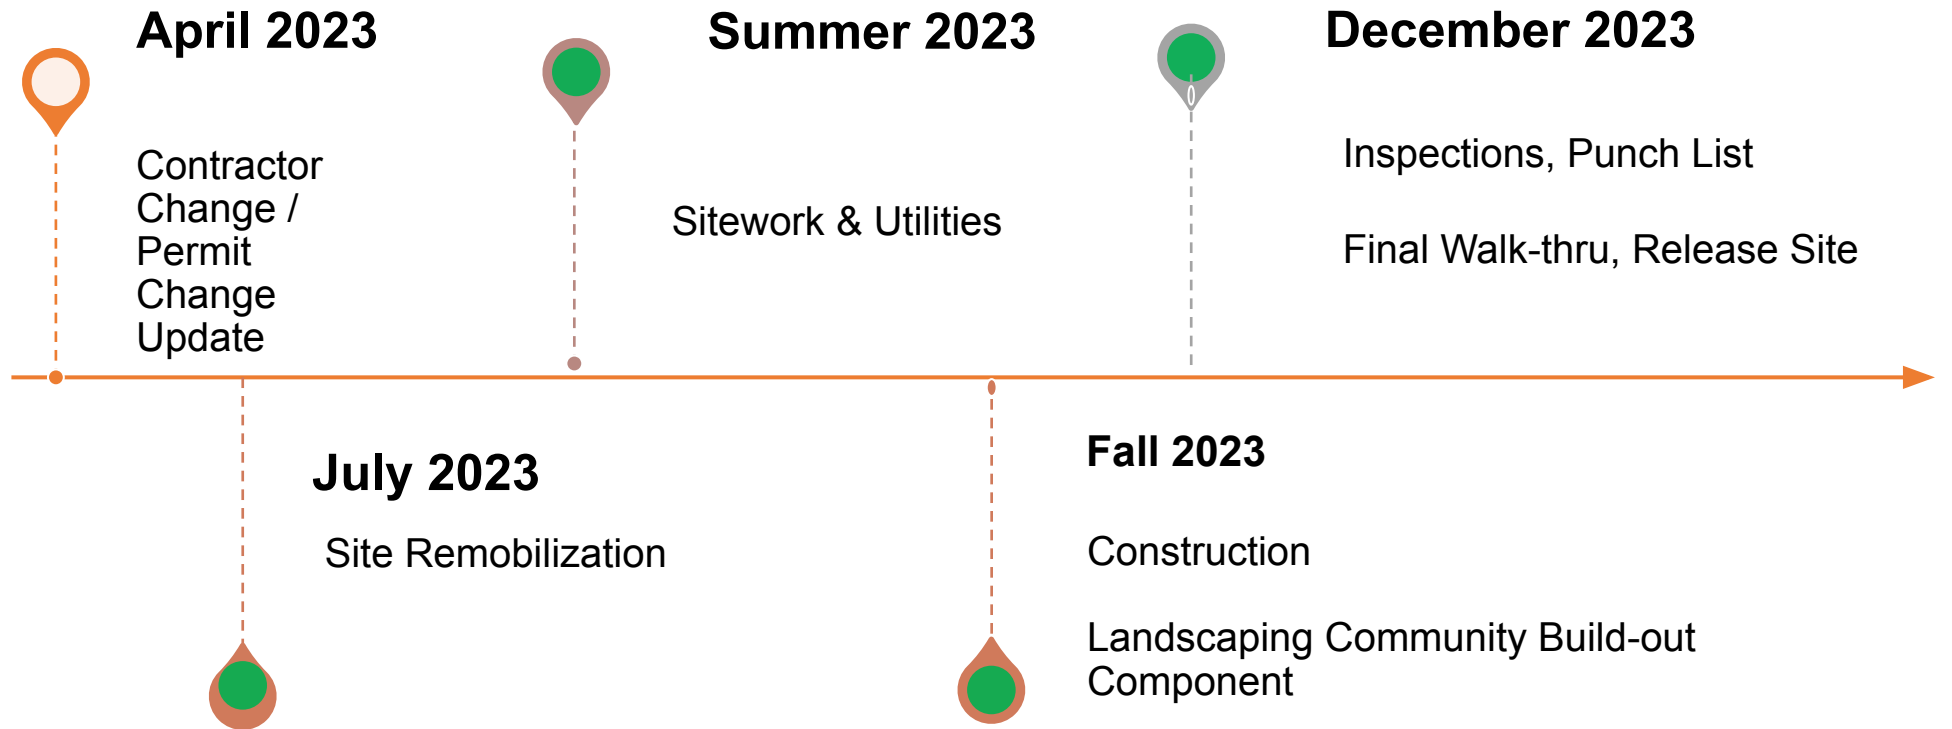 April 2023
Contractor
Change /
Permit
Change
Update
July 2023
Site Remobilization
Summer 2023
Sitework & Utilities
Fall 2023
Construction
Landscaping Community Build-out
Component
December 2023
Inspections, Punch List
Final Walk-thru, Release Site